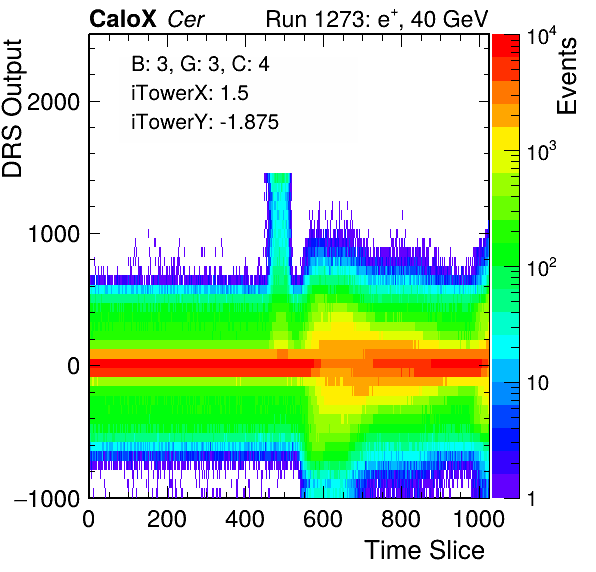 CaloX Cer
Run 1273: e⁺, 40 GeV
B: 3, G: 3, C: 4
iTowerX: 1.5
iTowerY: -1.875
DRS Output
2000
1000
0
−1000
0
200
400
600
800
1000
Time Slice
10⁴
10³
10²
10
1
Events